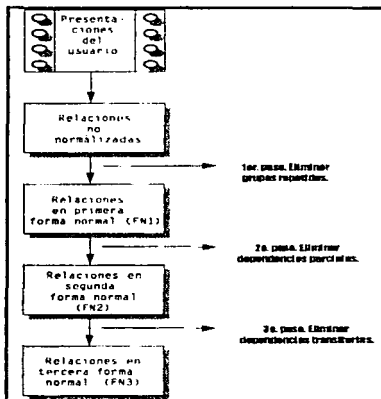 Presenta-
ciones
del
usuario
Relaciones
no
normalizadas
1er. paso. Eliminar
grupos repetidos.
Relaciones
en primera
forma normal (FN1)
2o. paso. Eliminar
dependencias parciales.
Relaciones en
segunda
forma normal
(FN2)
3o. paso. Eliminar
dependencias transitorias.
Relaciones en
tercera forma
normal (FN3)